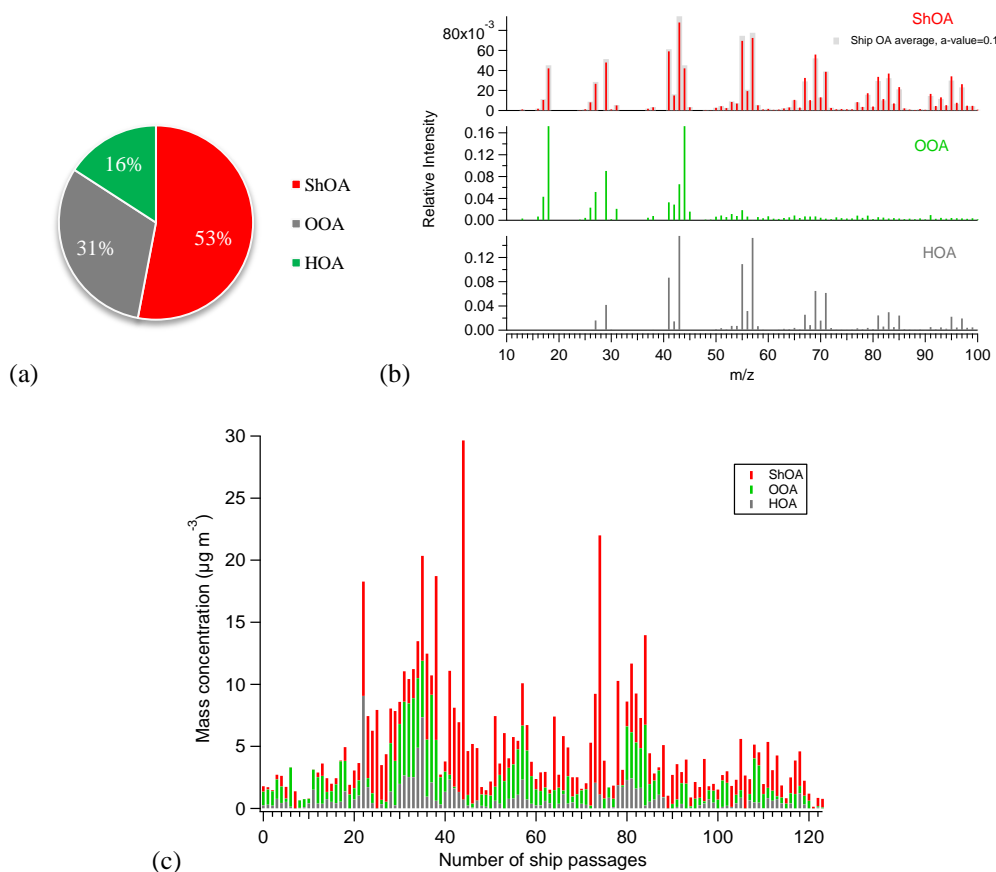 (a)
16%
31%
53%
ShOA
OOA
HOA
(b)
ShOA
Ship OA average, a-value=0.1
80x10-3
60
40
20
0
OOA
0.16
0.12
0.08
0.04
0.00
HOA
0.12
0.08
0.04
0.00
Relative Intensity
10 20 30 40 50 60 70 80 90 100
m/z
(c)
30
25
20
15
10
5
0
Mass concentration (µg m-3)
ShOA
OOA
HOA
0 20 40 60 80 100 120
Number of ship passages